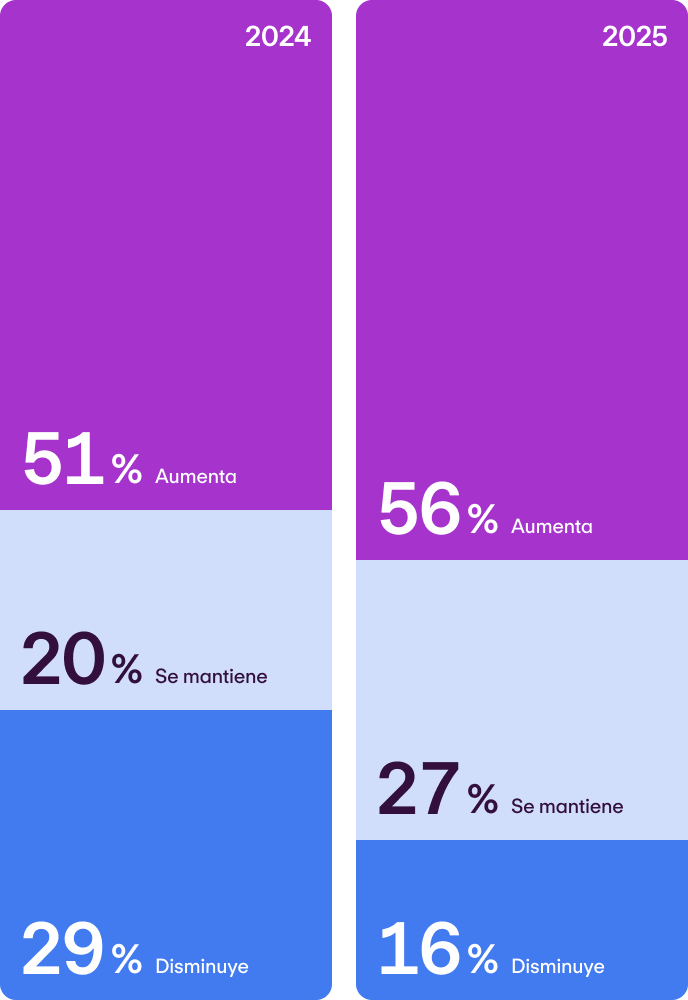 2024
51% Aumenta
20% Se mantiene
29% Disminuye
2025
56% Aumenta
27% Se mantiene
16% Disminuye